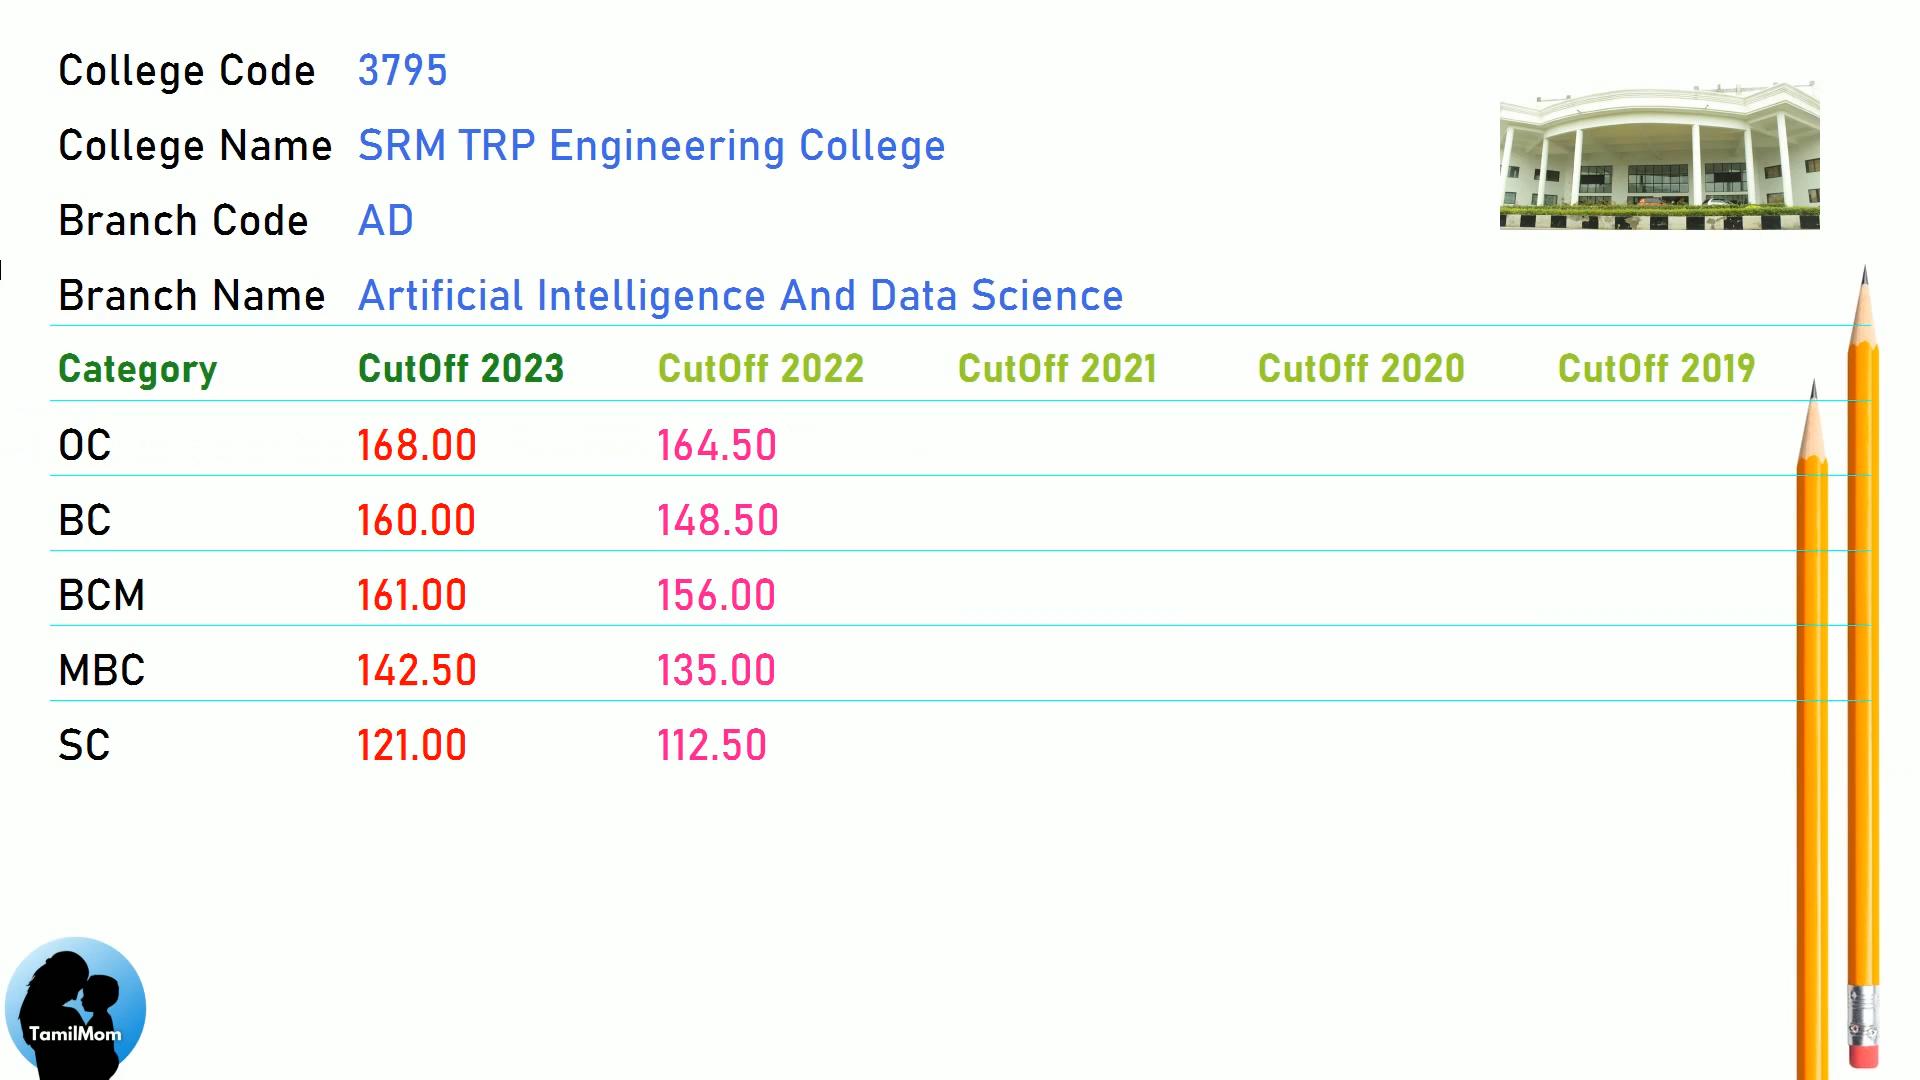 College Code 3795
College Name SRM TRP Engineering College
Branch Code AD
Branch Name Artificial Intelligence And Data Science
Category CutOff 2023 CutOff 2022 CutOff 2021 CutOff 2020 CutOff 2019
OC 168.00 164.50
BC 160.00 148.50
BCM 161.00 156.00
MBC 142.50 135.00
SC 121.00 112.50
TamilMom